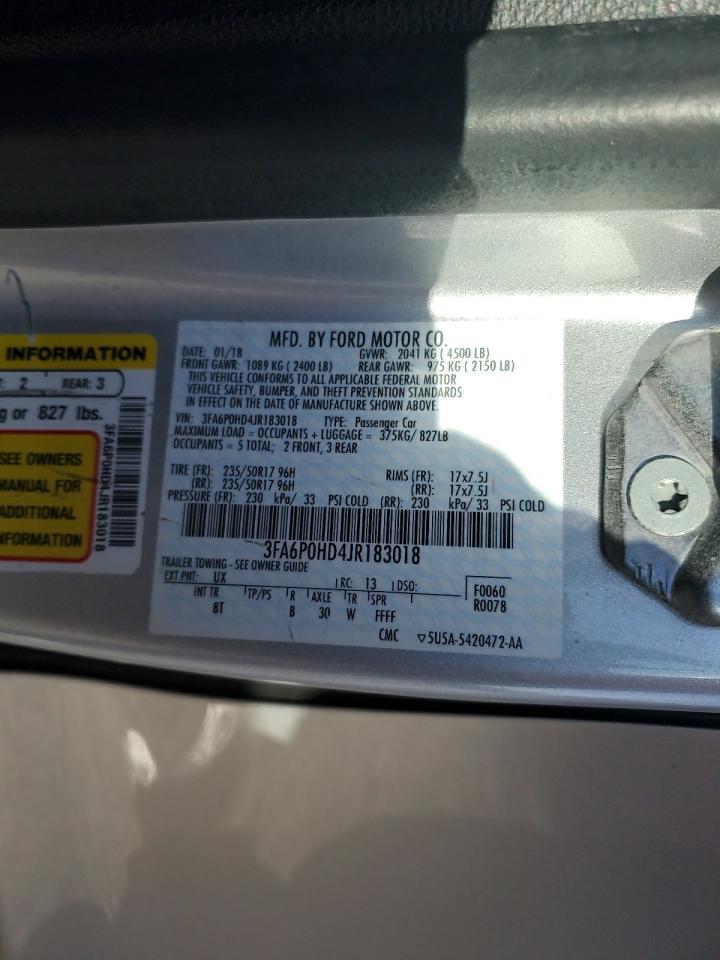 INFORMATION
2 REAR: 3
g or 827 lbs.
SEE OWNERS
MANUAL FOR
ADDITIONAL
INFORMATION
3FA6P0HD4JR183018
MFD. BY FORD MOTOR CO.
DATE: 01/18 GVWR: 2041 KG ( 4500 LB)
FRONT GAWR: 1089 KG ( 2400 LB) REAR GAWR: 975 KG ( 2150 LB)
THIS VEHICLE CONFORMS TO ALL APPLICABLE FEDERAL MOTOR
VEHICLE SAFETY, BUMPER, AND THEFT PREVENTION STANDARDS
IN EFFECT ON THE DATE OF MANUFACTURE SHOWN ABOVE.
VIN: 3FA6P0HD4JR183018 TYPE: Passenger Car
MAXIMUM LOAD = OCCUPANTS + LUGGAGE = 375KG/ 827LB
OCCUPANTS = 5 TOTAL; 2 FRONT, 3 REAR
TIRE (FR): 235/50R17 96H RIMS (FR): 17x7.5J
(RR): 235/50R17 96H (RR): 17x7.5J
PRESSURE (FR): 230 kPa/ 33 PSI COLD (RR): 230 kPa/ 33 PSI COLD
3FA6P0HD4JR183018
TRAILER TOWING - SEE OWNER GUIDE
EXT PNT: UX RC: 13 DSO: F0060
INT TR TP/PS R AXLE TR SPR R0078
BT B 30 W FFFF
CMC ▽5U5A-5420472-AA